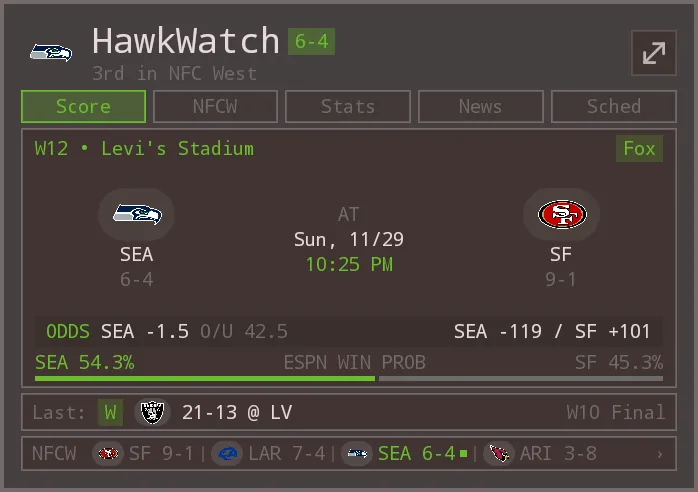 HawkWatch 6-4
3rd in NFC West
Score NFCW Stats News Sched
W12 • Levi's Stadium Fox
AT
Sun, 11/29
10:25 PM
SEA SF
6-4 9-1
ODDS SEA -1.5 O/U 42.5 SEA -119 / SF +101
SEA 54.3% ESPN WIN PROB SF 45.3%
Last: W 21-13 @ LV W10 Final
NFCW SF 9-1 | LAR 7-4 | SEA 6-4 | ARI 3-8 ›